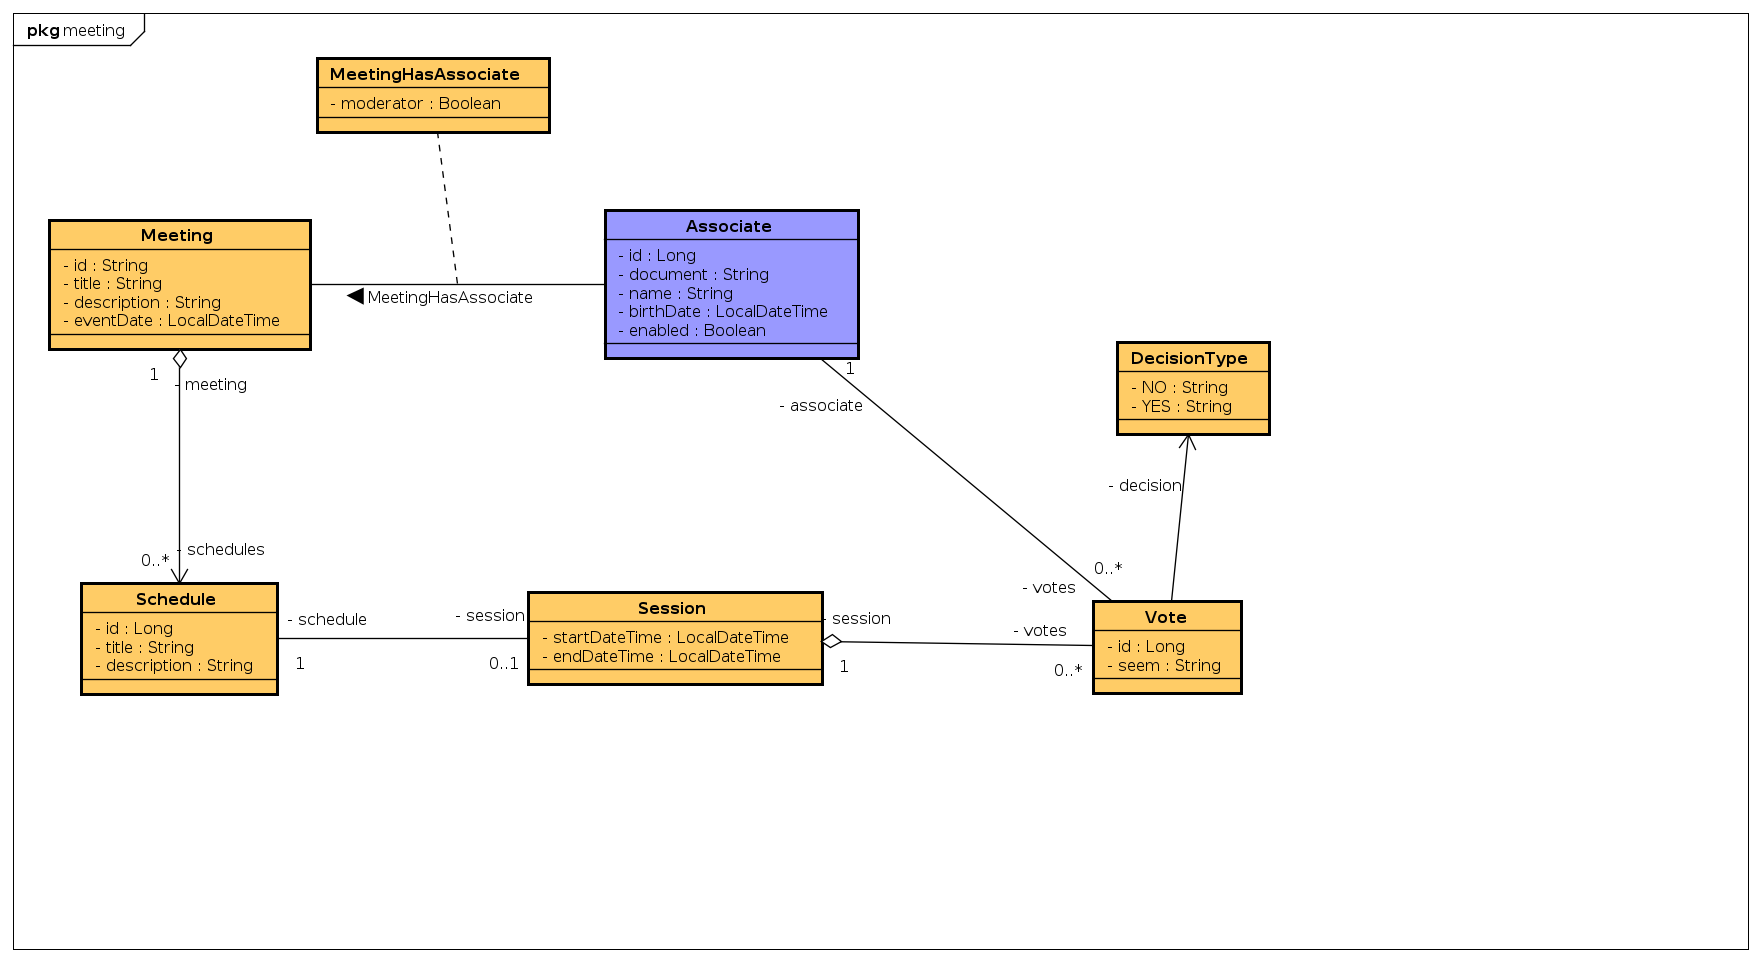 pkg meeting
MeetingHasAssociate
- moderator : Boolean
Meeting
- id : String
- title : String
- description : String
- eventDate : LocalDateTime
◀ MeetingHasAssociate
Associate
- id : Long
- document : String
- name : String
- birthDate : LocalDateTime
- enabled : Boolean
DecisionType
- NO : String
- YES : String
1
- meeting
1
- associate
- decision
0..*
- schedules
0..*
- votes
Schedule
- id : Long
- title : String
- description : String
- schedule
1
- session
0..1
Session
- startDateTime : LocalDateTime
- endDateTime : LocalDateTime
- session
1
- votes
0..*
Vote
- id : Long
- seem : String